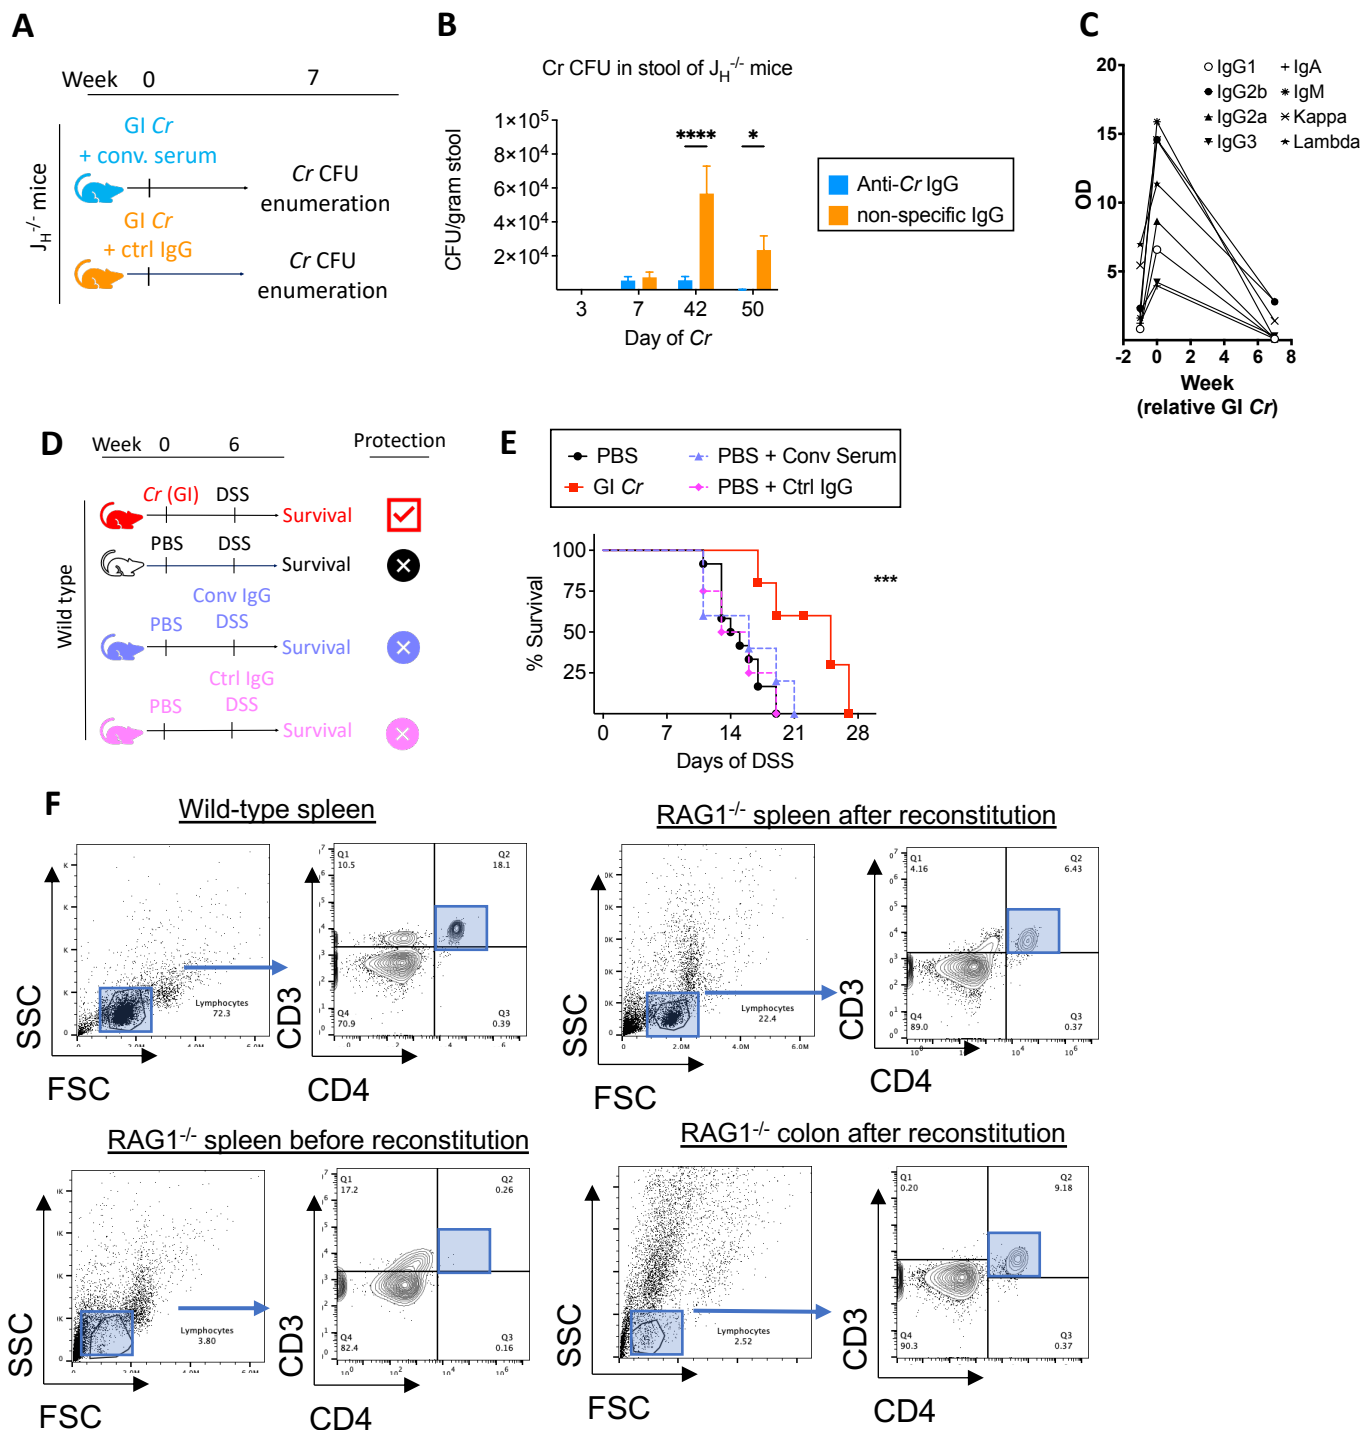 A
Week 0 7
J_H^-/- mice
GI Cr
+ conv. serum
Cr CFU
enumeration
GI Cr
+ ctrl IgG
Cr CFU
enumeration
B
Cr CFU in stool of J_H^-/- mice
CFU/gram stool
1×10^5
8×10^4
6×10^4
4×10^4
2×10^4
**** *
3 7 42 50
Day of Cr
Anti-Cr IgG
non-specific IgG
C
OD
20
15
10
5
IgG1 IgA
IgG2b IgM
IgG2a Kappa
IgG3 Lambda
-2 0 2 4 6 8
Week
(relative GI Cr)
D
Week 0 6 Protection
Wild type
Cr (GI) DSS
Survival
PBS DSS
Survival
Conv IgG
PBS DSS
Survival
Ctrl IgG
PBS DSS
Survival
E
PBS PBS + Conv Serum
GI Cr PBS + Ctrl IgG
% Survival
100
75
50
25
***
0 7 14 21 28
Days of DSS
F
Wild-type spleen
SSC
FSC
Lymphocytes
72.3
CD3
CD4
Q1
10.5
Q2
18.1
Q4
70.9
Q3
0.39
RAG1^-/- spleen after reconstitution
SSC
FSC
Lymphocytes
22.4
CD3
CD4
Q1
4.16
Q2
6.43
Q4
89.0
Q3
0.37
RAG1^-/- spleen before reconstitution
SSC
FSC
Lymphocytes
3.80
CD3
CD4
Q1
17.2
Q2
0.26
Q4
82.4
Q3
0.16
RAG1^-/- colon after reconstitution
SSC
FSC
Lymphocytes
2.52
CD3
CD4
Q1
0.20
Q2
9.18
Q4
90.3
Q3
0.37